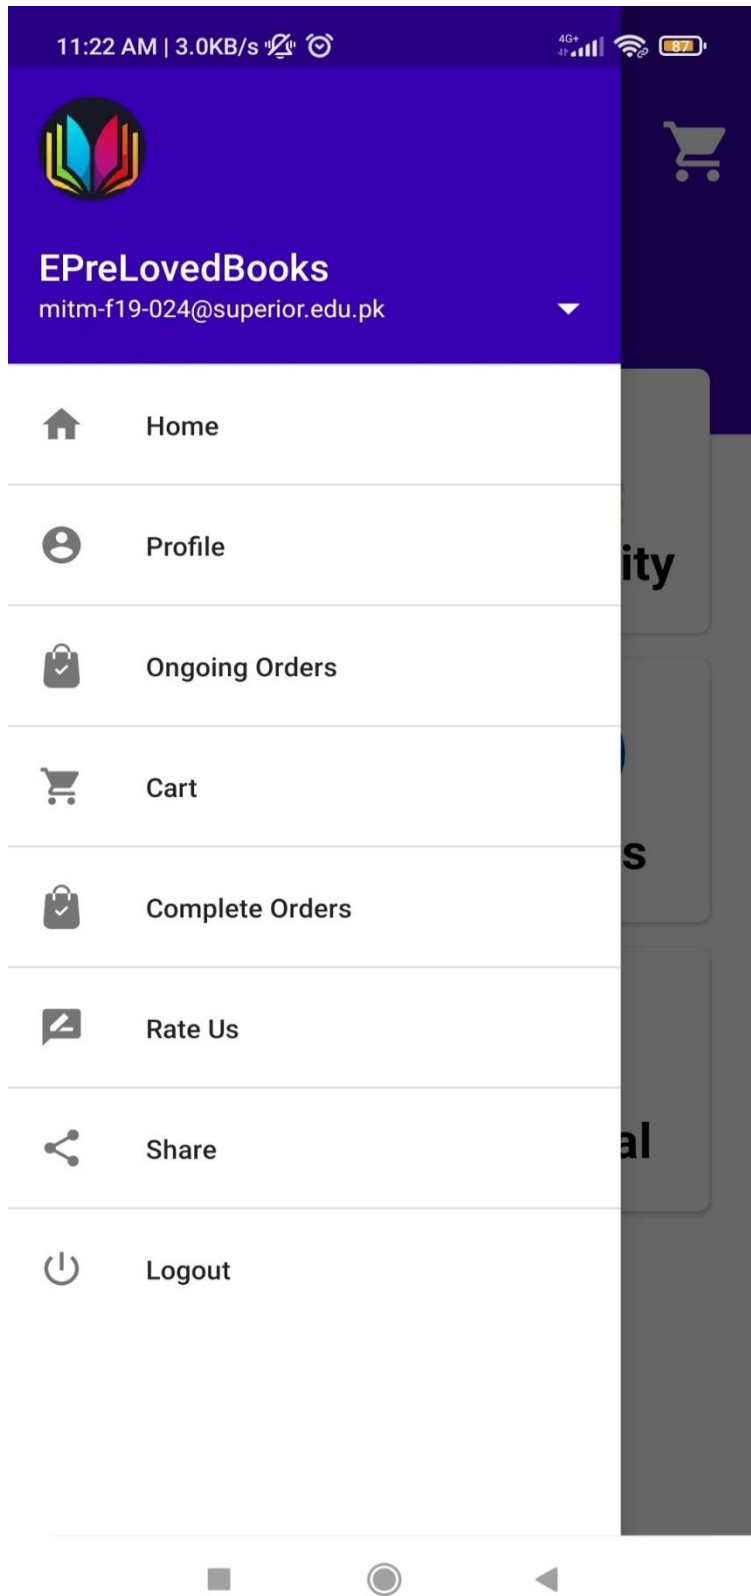 11:22 AM | 3.0KB/s
4G+
87
EPreLovedBooks
mitm-f19-024@superior.edu.pk
Home
Profile
ity
Ongoing Orders
Cart
s
Complete Orders
Rate Us
Share
al
Logout